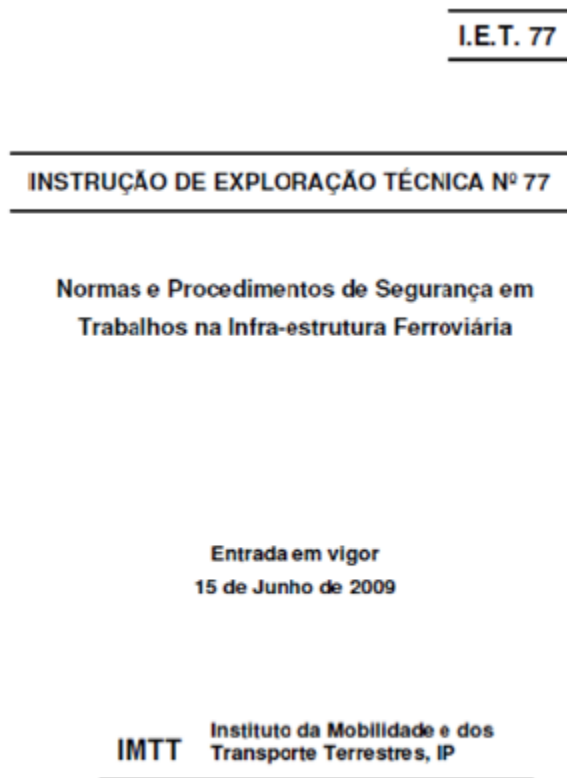 I.E.T. 77
INSTRUÇÃO DE EXPLORAÇÃO TÉCNICA Nº 77
Normas e Procedimentos de Segurança em
Trabalhos na Infra-estrutura Ferroviária
Entrada em vigor
15 de Junho de 2009
IMTT
Instituto da Mobilidade e dos
Transporte Terrestres, IP